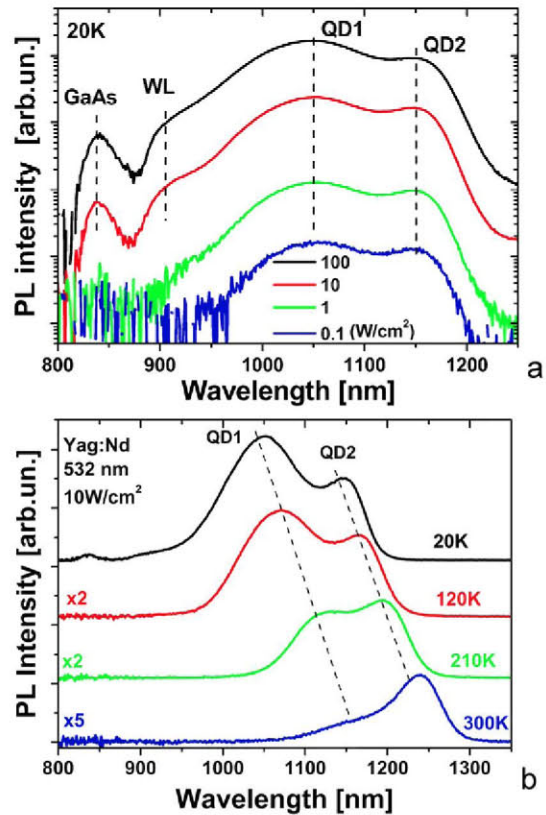 20K
QD1
QD2
GaAs
WL
PL intensity [arb.un.]
100
10
1
0.1 (W/cm²)
800 900 1000 1100 1200
Wavelength [nm]
a
Yag:Nd
532 nm
10W/cm²
QD1
QD2
PL Intensity [arb.un.]
20K
x2
120K
x2
210K
x5
300K
800 900 1000 1100 1200 1300
Wavelength [nm]
b